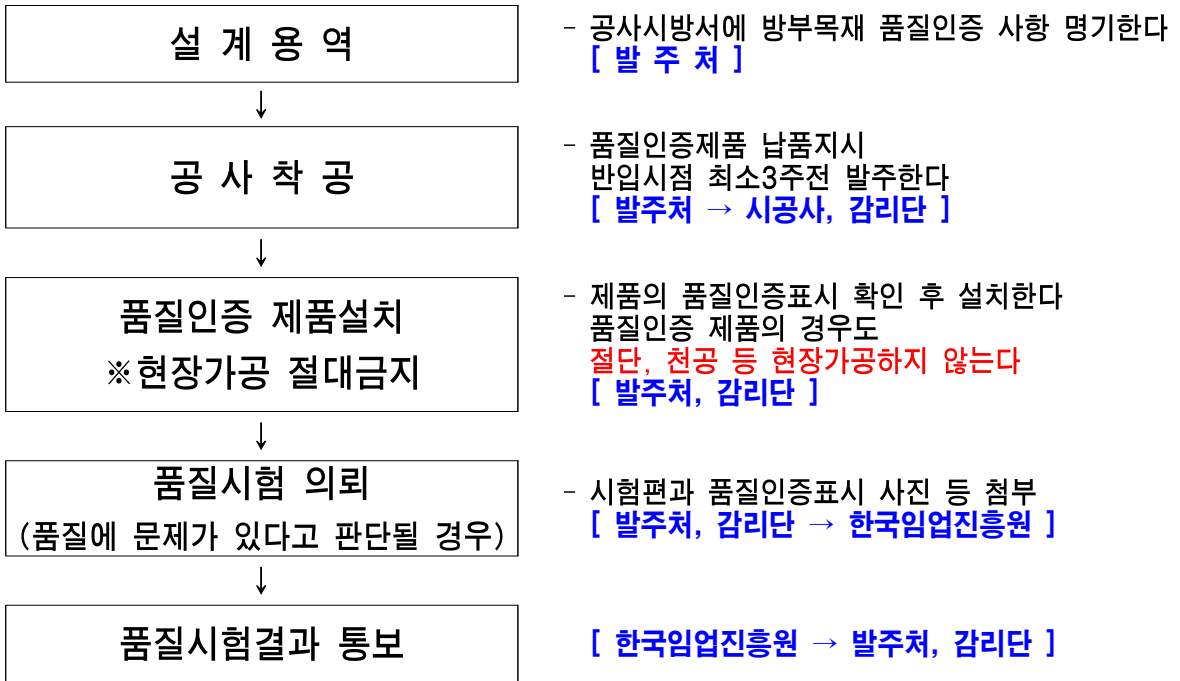 설 계 용 역
- 공사시방서에 방부목재 품질인증 사항 명기한다
[ 발 주 처 ]
↓
공 사 착 공
- 품질인증제품 납품지시
반입시점 최소3주전 발주한다
[ 발주처 → 시공사, 감리단 ]
↓
품질인증 제품설치
※현장가공 절대금지
- 제품의 품질인증표시 확인 후 설치한다
품질인증 제품의 경우도
절단, 천공 등 현장가공하지 않는다
[ 발주처, 감리단 ]
↓
품질시험 의뢰
(품질에 문제가 있다고 판단될 경우)
- 시험편과 품질인증표시 사진 등 첨부
[ 발주처, 감리단 → 한국임업진흥원 ]
↓
품질시험결과 통보
[ 한국임업진흥원 → 발주처, 감리단 ]